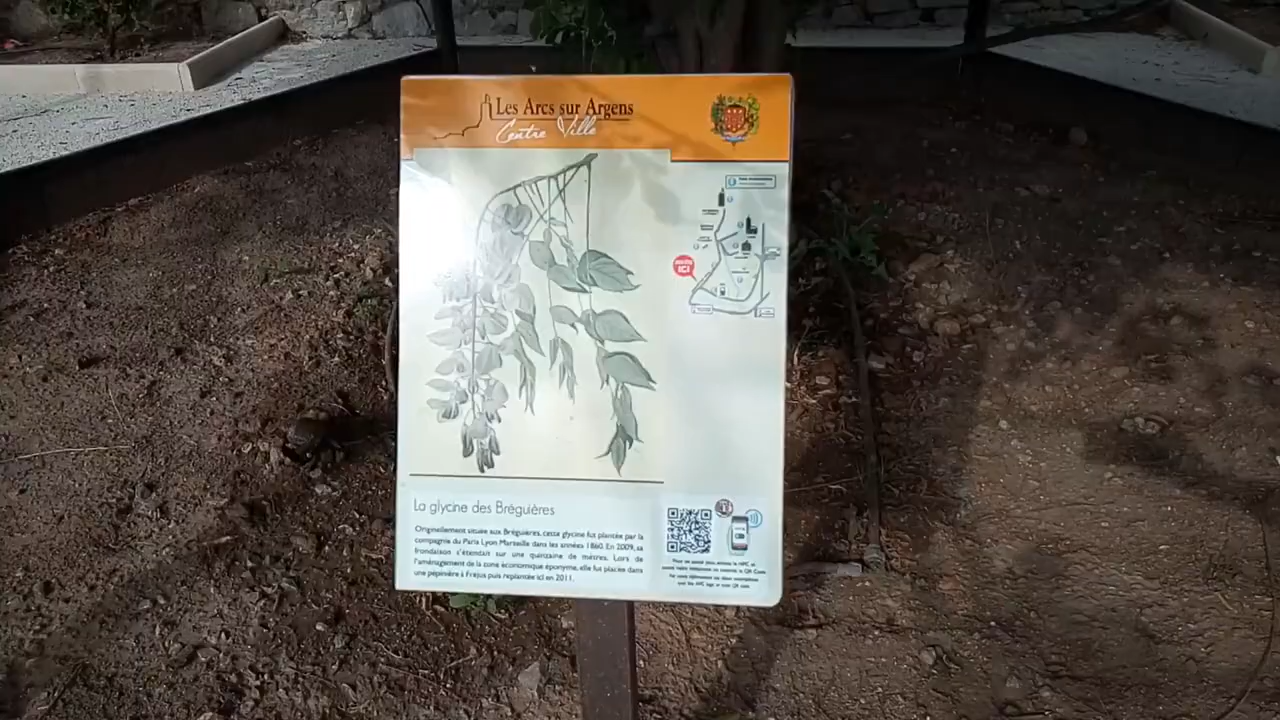 Les Arcs sur Argens
Centre Ville
ICI
La glycine des Bréguières
Originellement située aux Bréguières, cette glycine fut plantée par la
compagnie du Paris Lyon Marseille dans les années 1860. En 2009, sa
frondaison s'étendait sur une quinzaine de mètres. Lors de
l'aménagement de la zone économique éponyme, elle fut placée dans
une pépinière à Fréjus puis replantée ici en 2011.